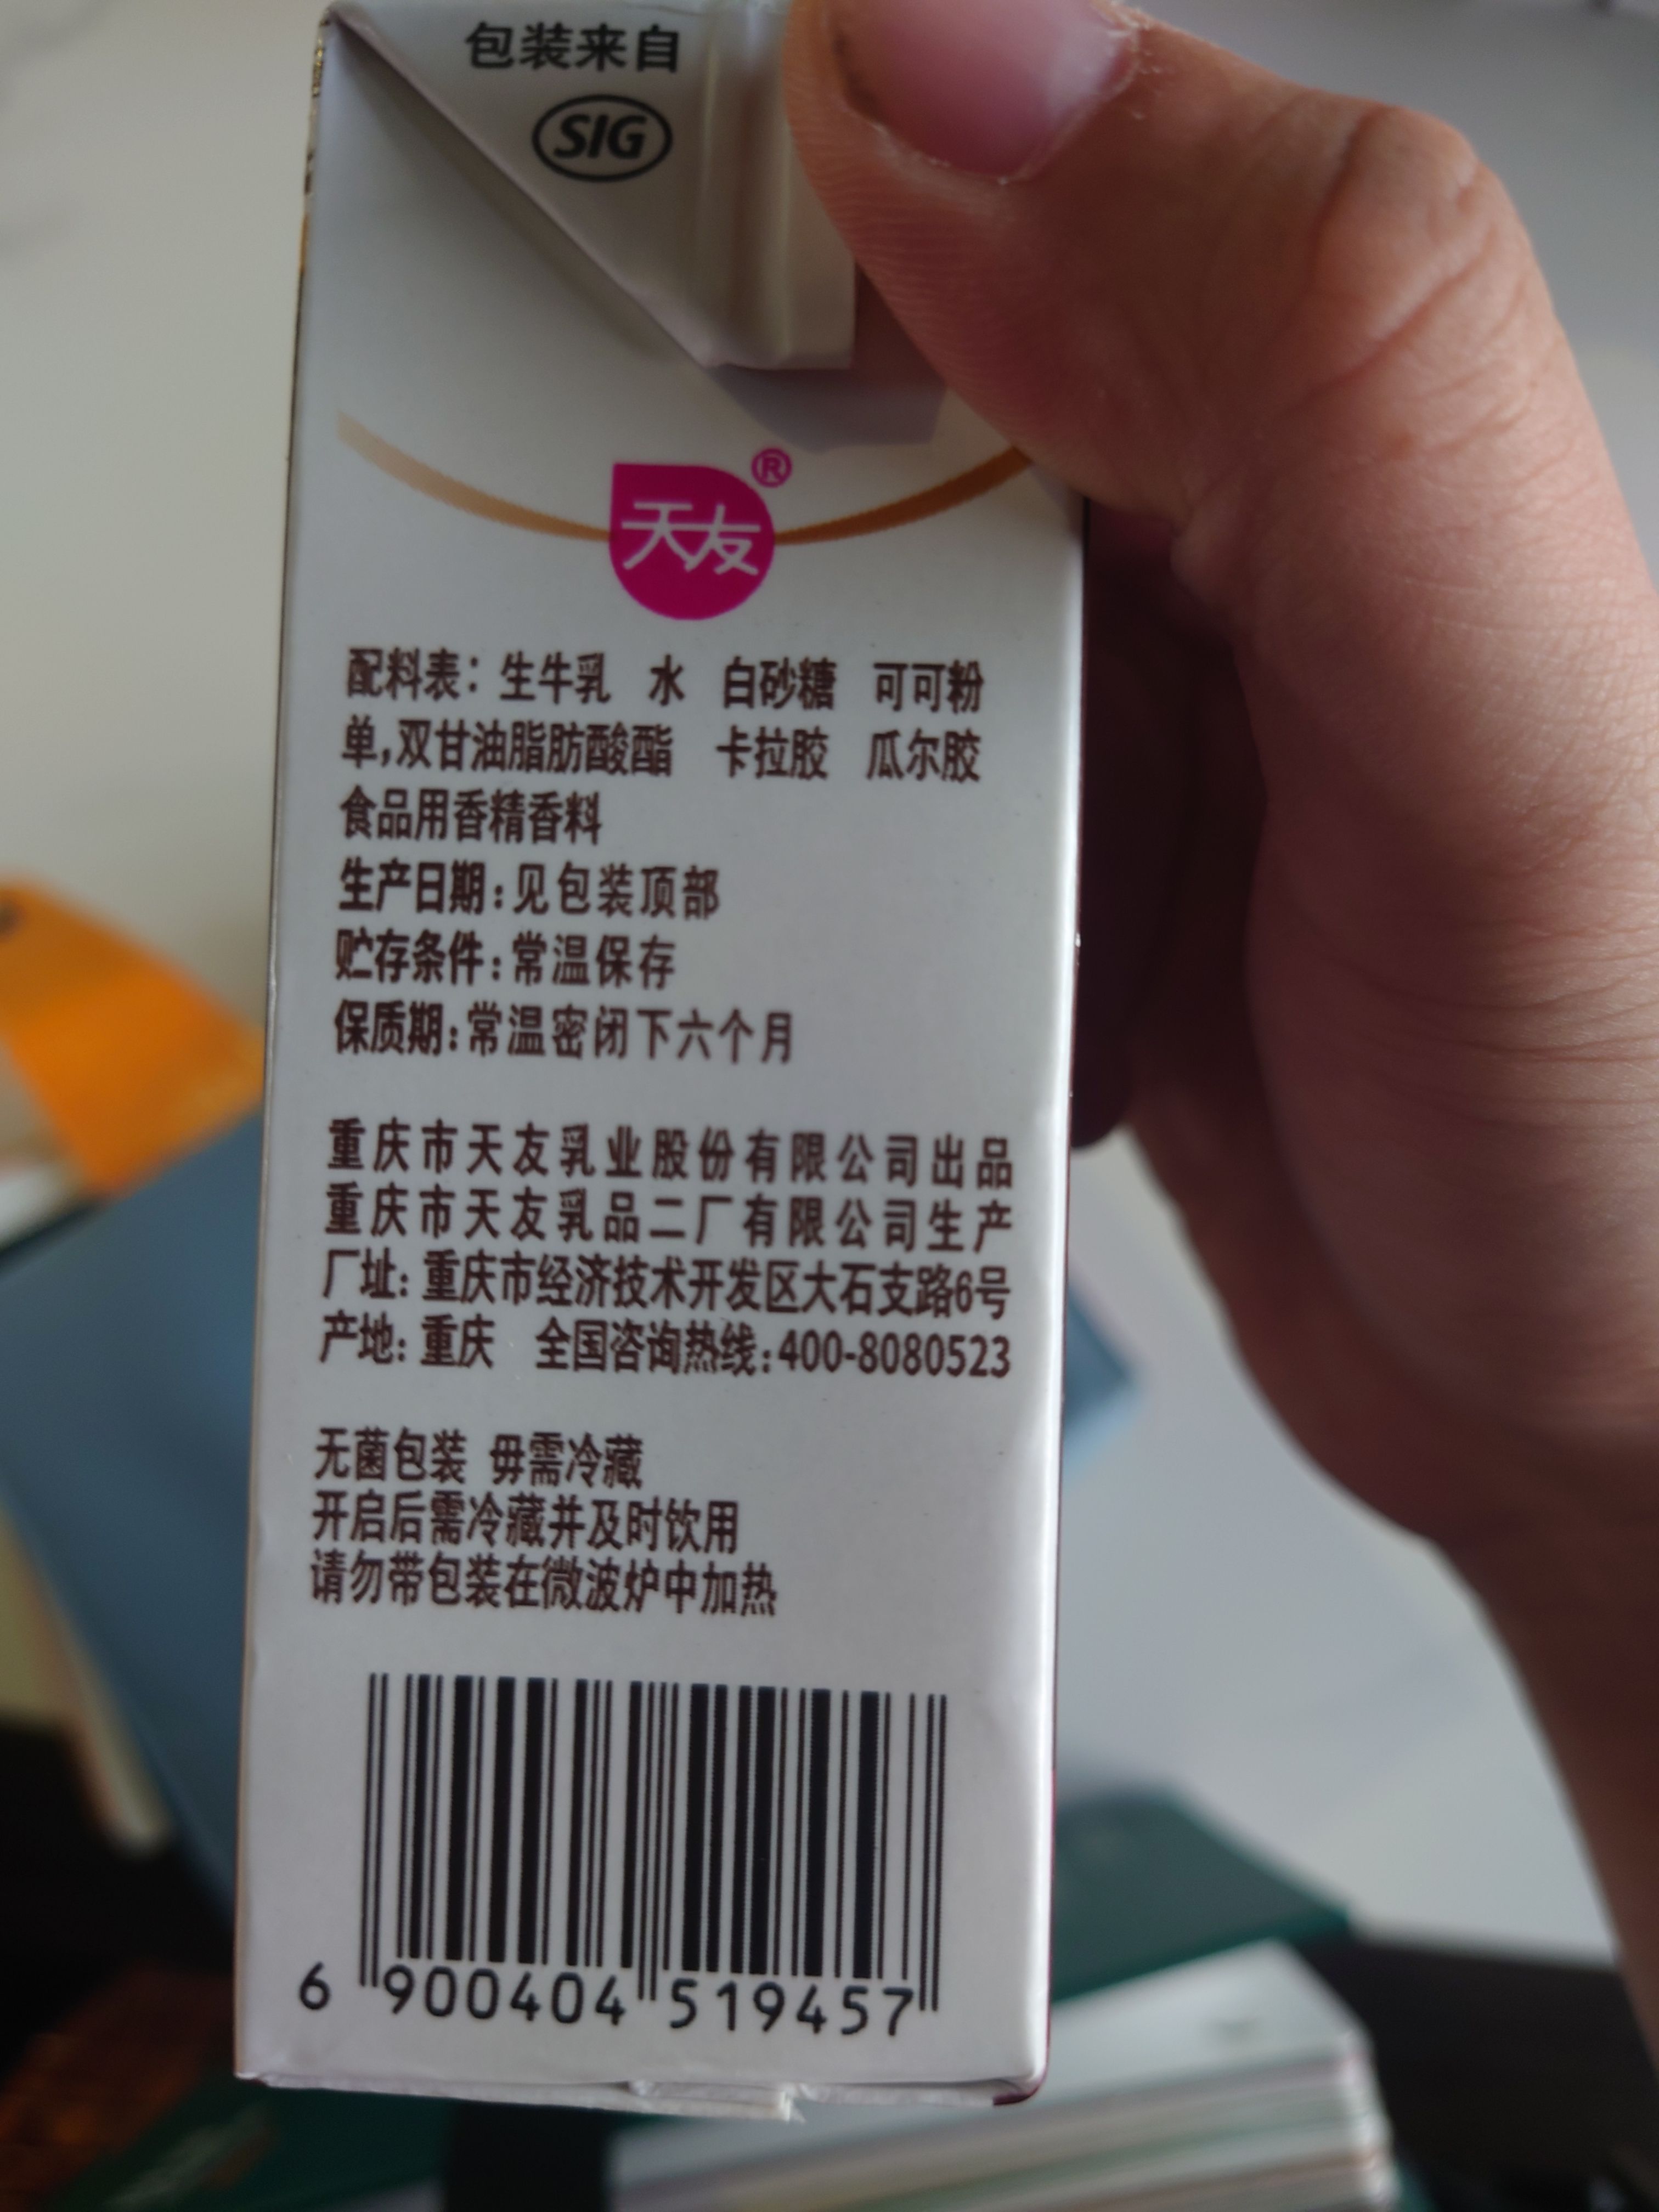 包装来自
SIG
天友®
配料表：生牛乳 水 白砂糖 可可粉
单,双甘油脂肪酸酯 卡拉胶 瓜尔胶
食品用香精香料
生产日期：见包装顶部
贮存条件：常温保存
保质期：常温密闭下六个月
重庆市天友乳业股份有限公司出品
重庆市天友乳品二厂有限公司生产
厂址：重庆市经济技术开发区大石支路6号
产地：重庆 全国咨询热线：400-8080523
无菌包装 毋需冷藏
开启后需冷藏并及时饮用
请勿带包装在微波炉中加热
6 900404 519457